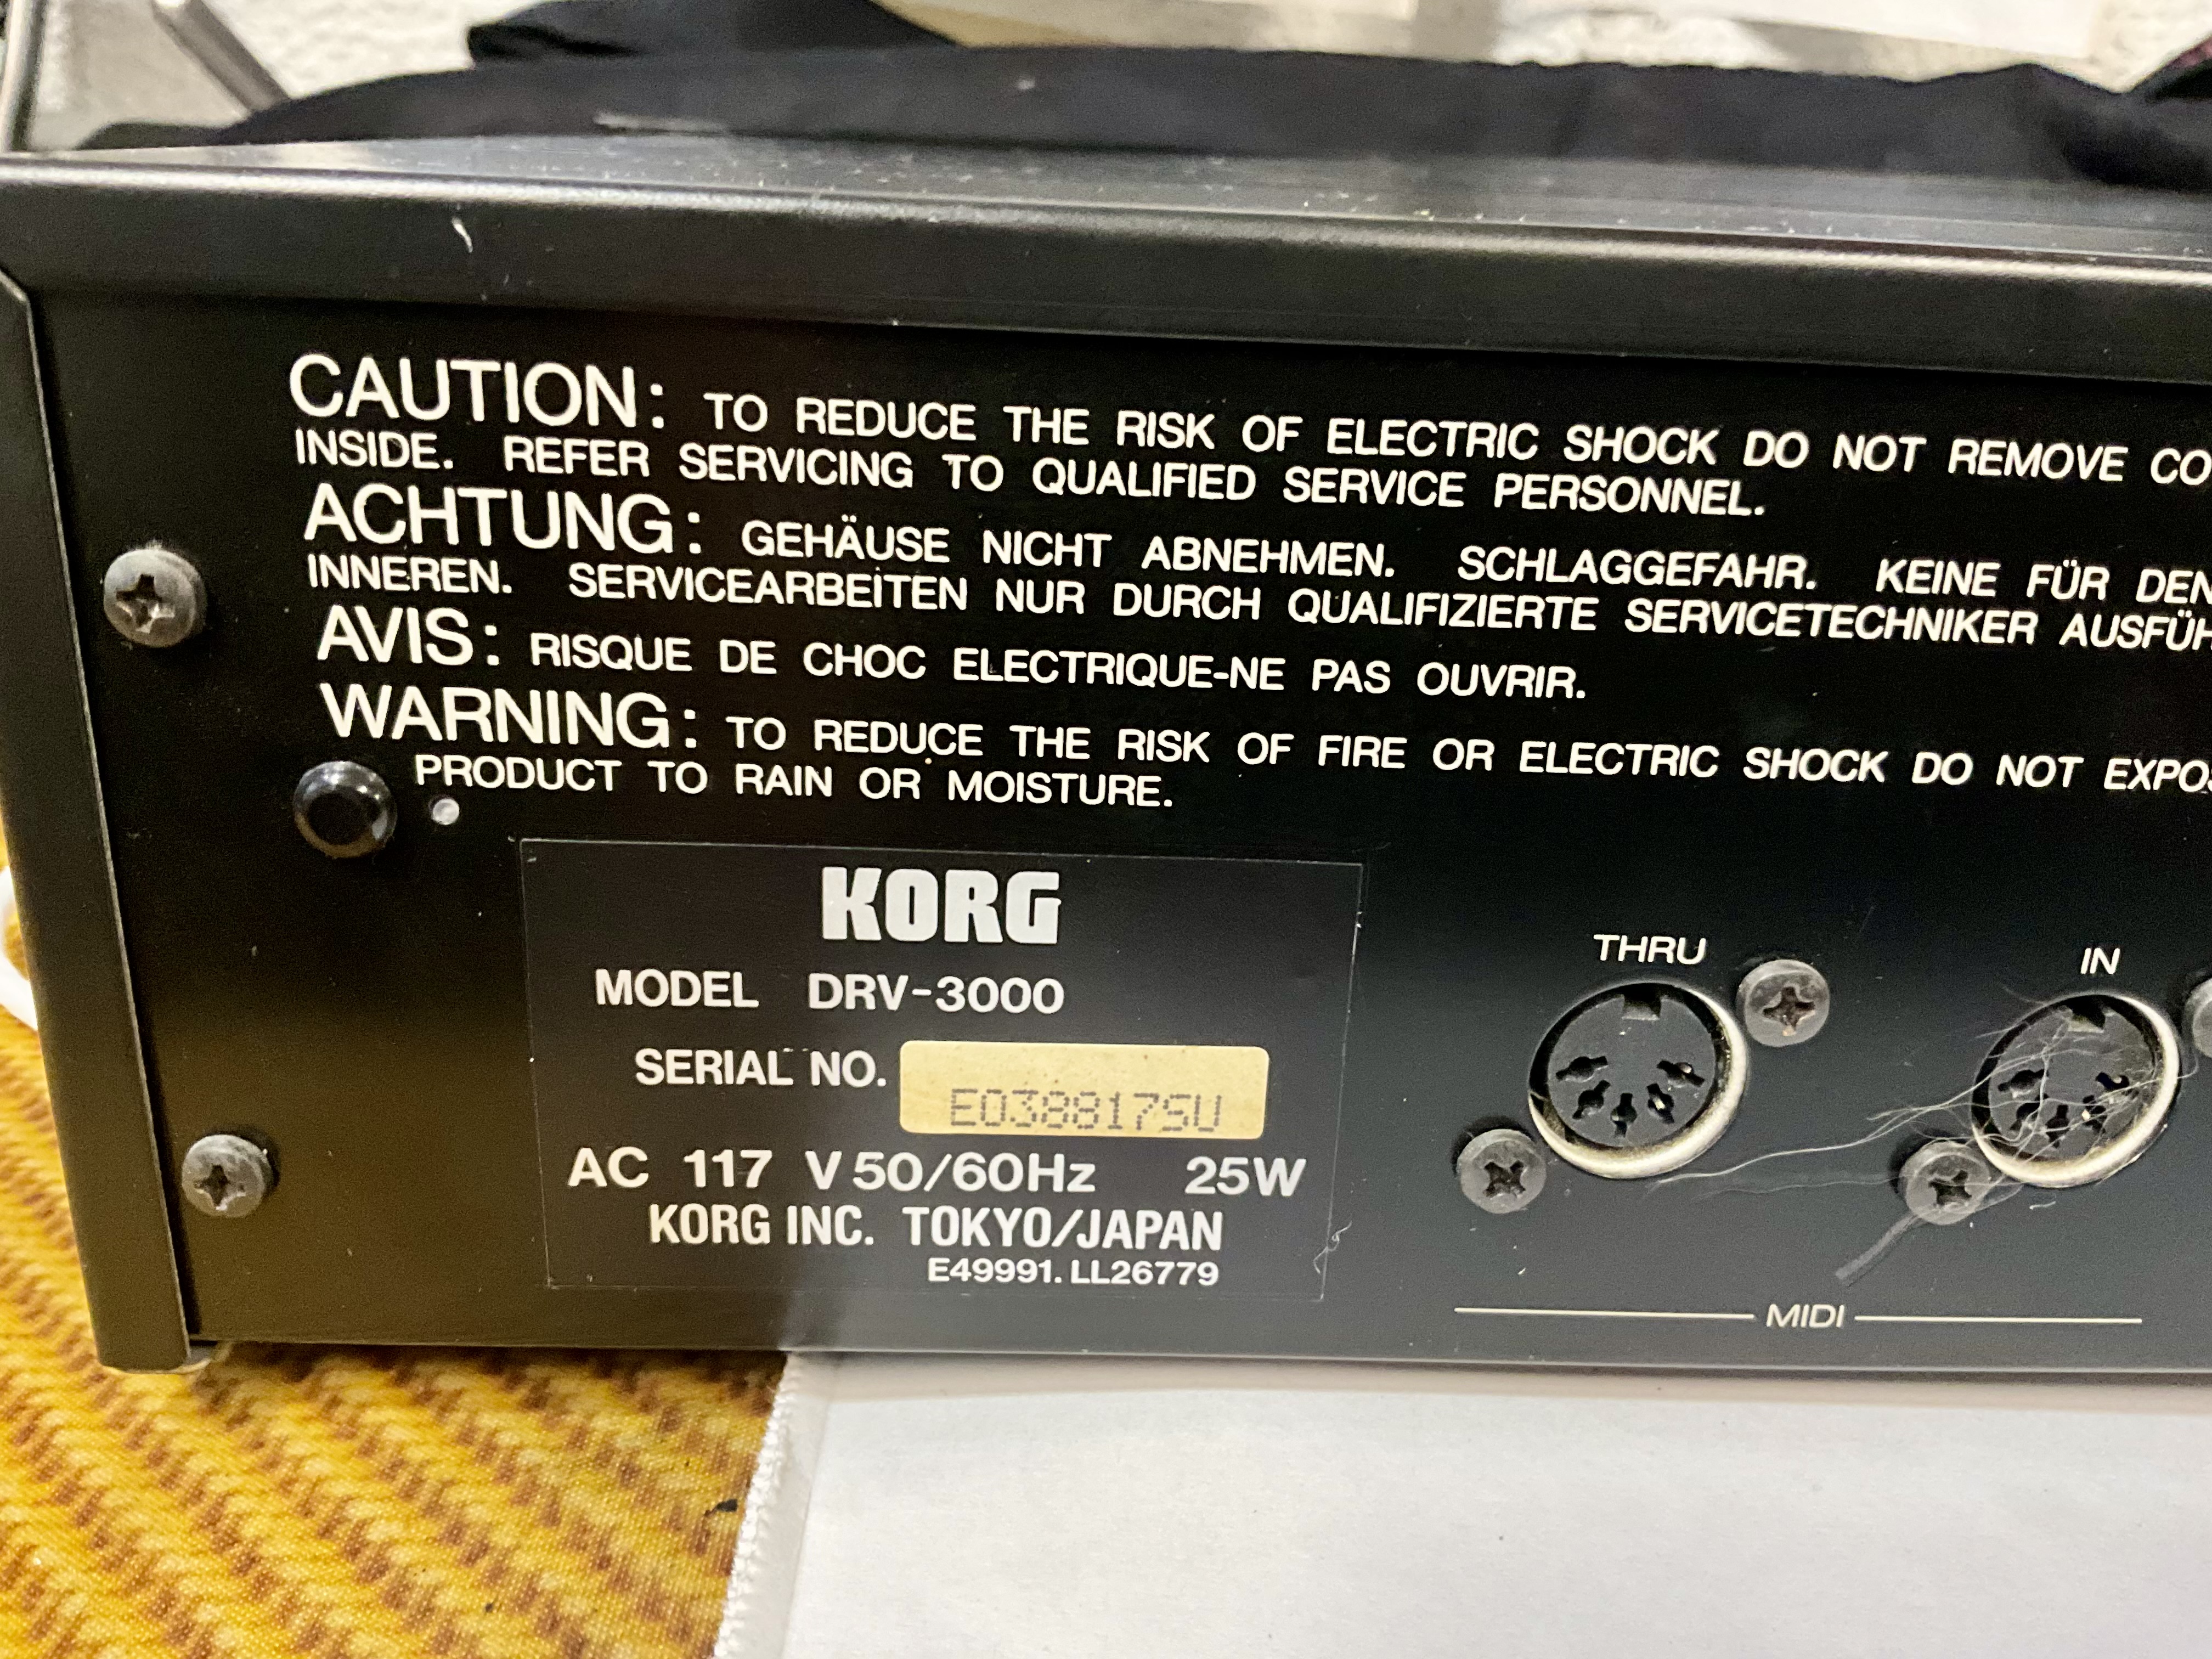 CAUTION: TO REDUCE THE RISK OF ELECTRIC SHOCK DO NOT REMOVE CO
INSIDE. REFER SERVICING TO QUALIFIED SERVICE PERSONNEL.
ACHTUNG: GEHÄUSE NICHT ABNEHMEN. SCHLAGGEFAHR. KEINE FÜR DEN
INNEREN. SERVICEARBEITEN NUR DURCH QUALIFIZIERTE SERVICETECHNIKER AUSFÜH
AVIS: RISQUE DE CHOC ELECTRIQUE-NE PAS OUVRIR.
WARNING: TO REDUCE THE RISK OF FIRE OR ELECTRIC SHOCK DO NOT EXPOS
PRODUCT TO RAIN OR MOISTURE.
KORG
MODEL DRV-3000
SERIAL NO. E038817SU
AC 117 V 50/60Hz 25W
KORG INC. TOKYO/JAPAN
E49991. LL26779
THRU
IN
MIDI